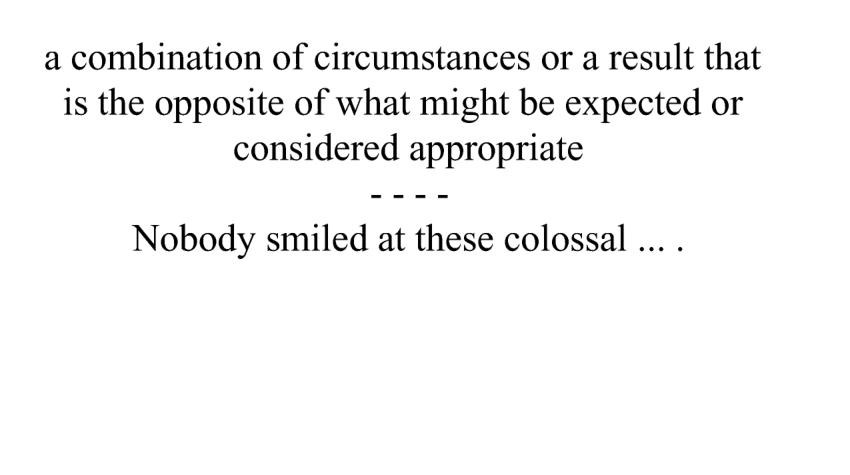 a combination of circumstances or a result that
is the opposite of what might be expected or
considered appropriate
- - - -
Nobody smiled at these colossal ... .